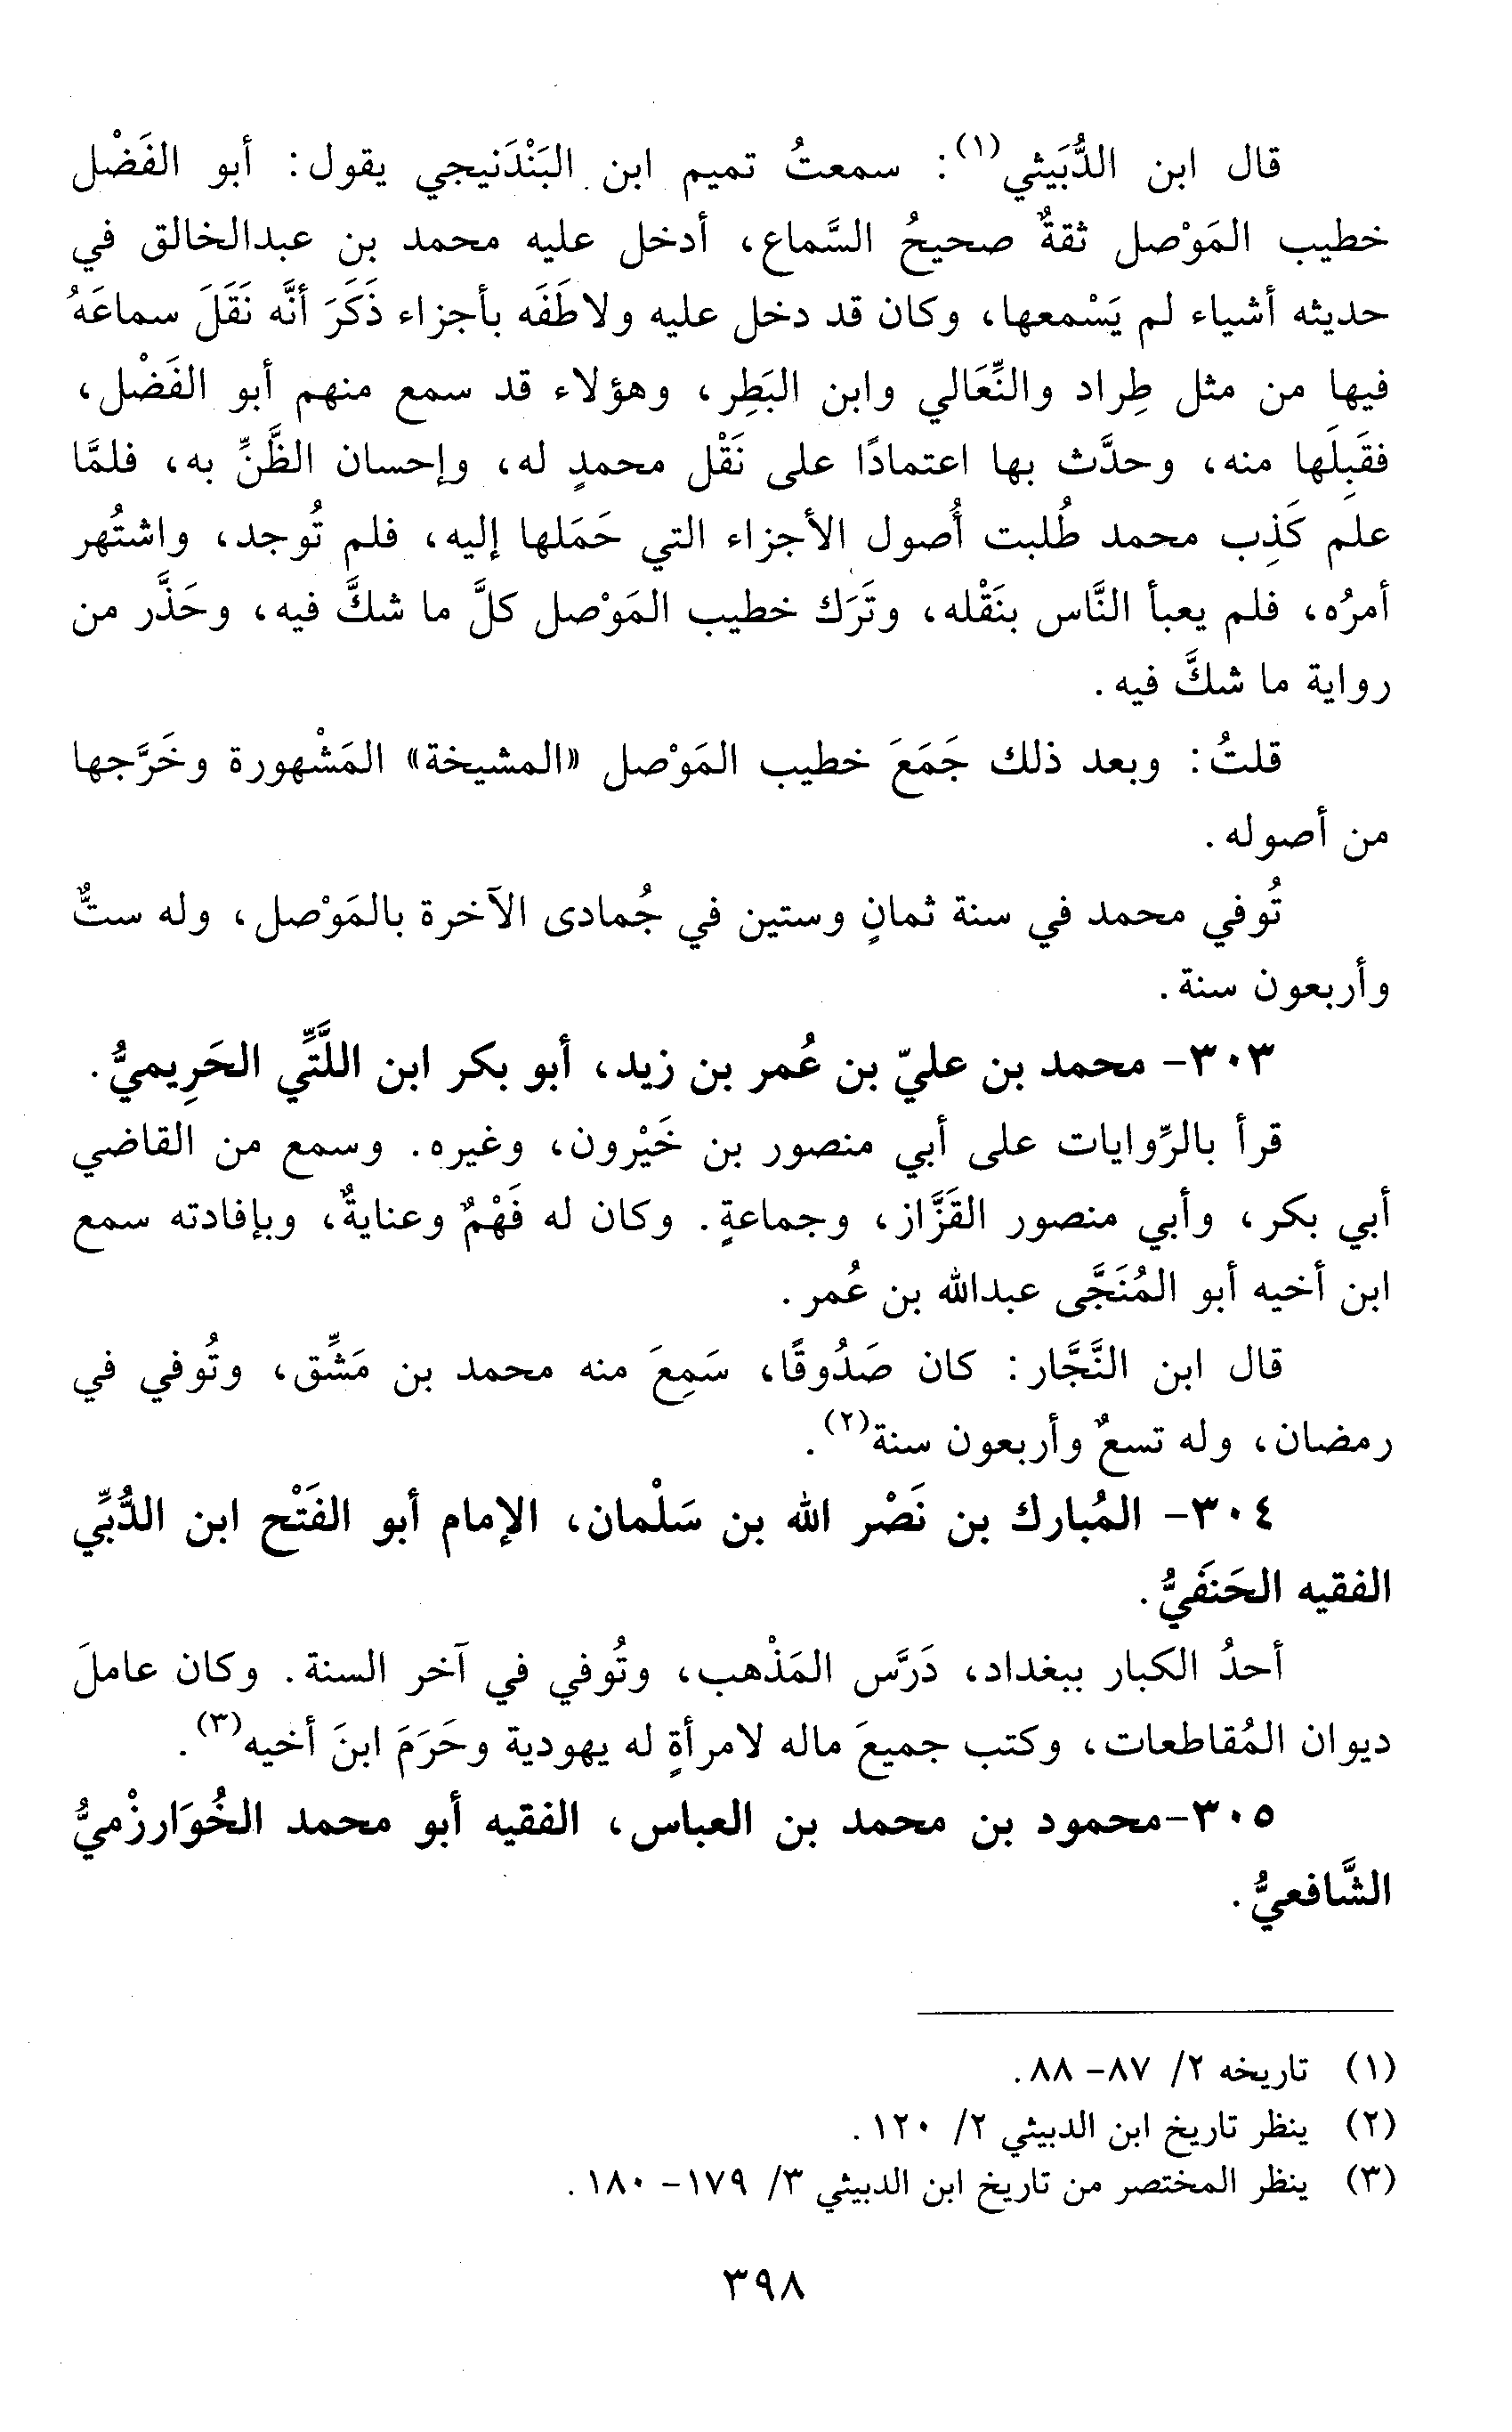 قال ابن الدُّبَيثي(١): سمعتُ تميم ابن البَنْدَنيجي يقول: أبو الفَضْل
خطيب المَوْصل ثقةٌ صحيحُ السَّماع، أدخل عليه محمد بن عبدالخالق في
حديثه أشياء لم يَسْمعها، وكان قد دخل عليه ولاطَفَه بأجزاء ذَكَرَ أنَّه نَقَلَ سماعَهُ
فيها من مثل طِراد والنِّعَالي وابن البَطِر، وهؤلاء قد سمع منهم أبو الفَضْل،
فقَبِلَها منه، وحدَّث بها اعتمادًا على نَقْل محمدٍ له، وإحسان الظَّنِّ به، فلمَّا
علم كَذِب محمد طُلبت أُصول الأجزاء التي حَمَلها إليه، فلم تُوجد، واشتُهر
أمرُه، فلم يعبأ النَّاس بنَقْله، وتَرَك خطيب المَوْصل كلَّ ما شكَّ فيه، وحَذَّر من
رواية ما شكَّ فيه.
قلتُ: وبعد ذلك جَمَعَ خطيب المَوْصل «المشيخة» المَشْهورة وخَرَّجها
من أصوله.
تُوفي محمد في سنة ثمانٍ وستين في جُمادى الآخرة بالمَوْصل، وله ستٌّ
وأربعون سنة.
٣٠٣- محمد بن عليّ بن عُمر بن زيد، أبو بكر ابن اللَّتِّي الحَرِيميُّ.
قرأ بالرِّوايات على أبي منصور بن خَيْرون، وغيره. وسمع من القاضي
أبي بكر، وأبي منصور القَزَّاز، وجماعةٍ. وكان له فَهْمٌ وعنايةٌ، وبإفادته سمع
ابن أخيه أبو المُنَجَّى عبدالله بن عُمر.
قال ابن النَّجَّار: كان صَدُوقًا، سَمِعَ منه محمد بن مَشِّق، وتُوفي في
رمضان، وله تسعٌ وأربعون سنة(٢).
٣٠٤- المُبارك بن نَصْر الله بن سَلْمان، الإمام أبو الفَتْح ابن الدُّبِّي
الفقيه الحَنَفيُّ.
أحدُ الكبار ببغداد، دَرَّس المَذْهب، وتُوفي في آخر السنة. وكان عاملَ
ديوان المُقاطعات، وكتب جميعَ ماله لامرأةٍ له يهودية وحَرَمَ ابنَ أخيه(٣).
٣٠٥-محمود بن محمد بن العباس، الفقيه أبو محمد الخُوَارزْميُّ
الشَّافعيُّ.
(١) تاريخه ٢/ ٨٧- ٨٨.
(٢) ينظر تاريخ ابن الدبيثي ٢/ ١٢٠.
(٣) ينظر المختصر من تاريخ ابن الدبيثي ٣/ ١٧٩- ١٨٠.
٣٩٨